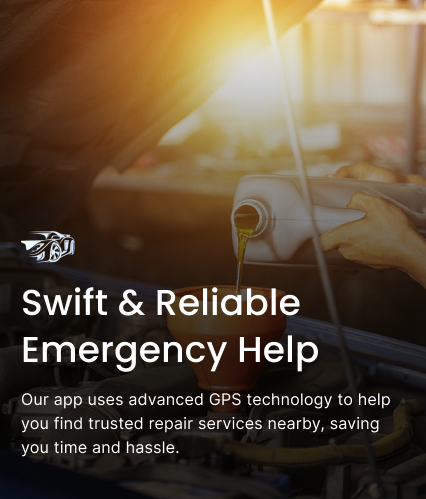 Swift & Reliable
Emergency Help
Our app uses advanced GPS technology to help
you find trusted repair services nearby, saving
you time and hassle.